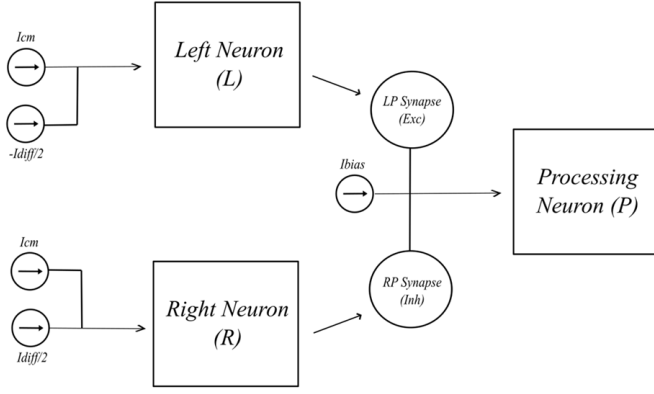 Icm
Left Neuron
(L)
-Idiff/2
LP Synapse
(Exc)
Ibias
Processing
Neuron (P)
Icm
RP Synapse
(Inh)
Right Neuron
(R)
Idiff/2